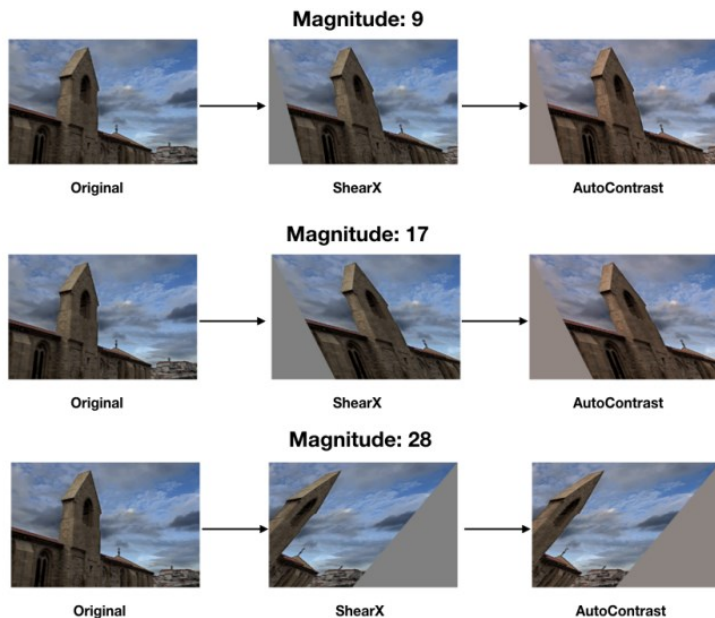 Magnitude: 9
Original
ShearX
AutoContrast
Magnitude: 17
Original
ShearX
AutoContrast
Magnitude: 28
Original
ShearX
AutoContrast